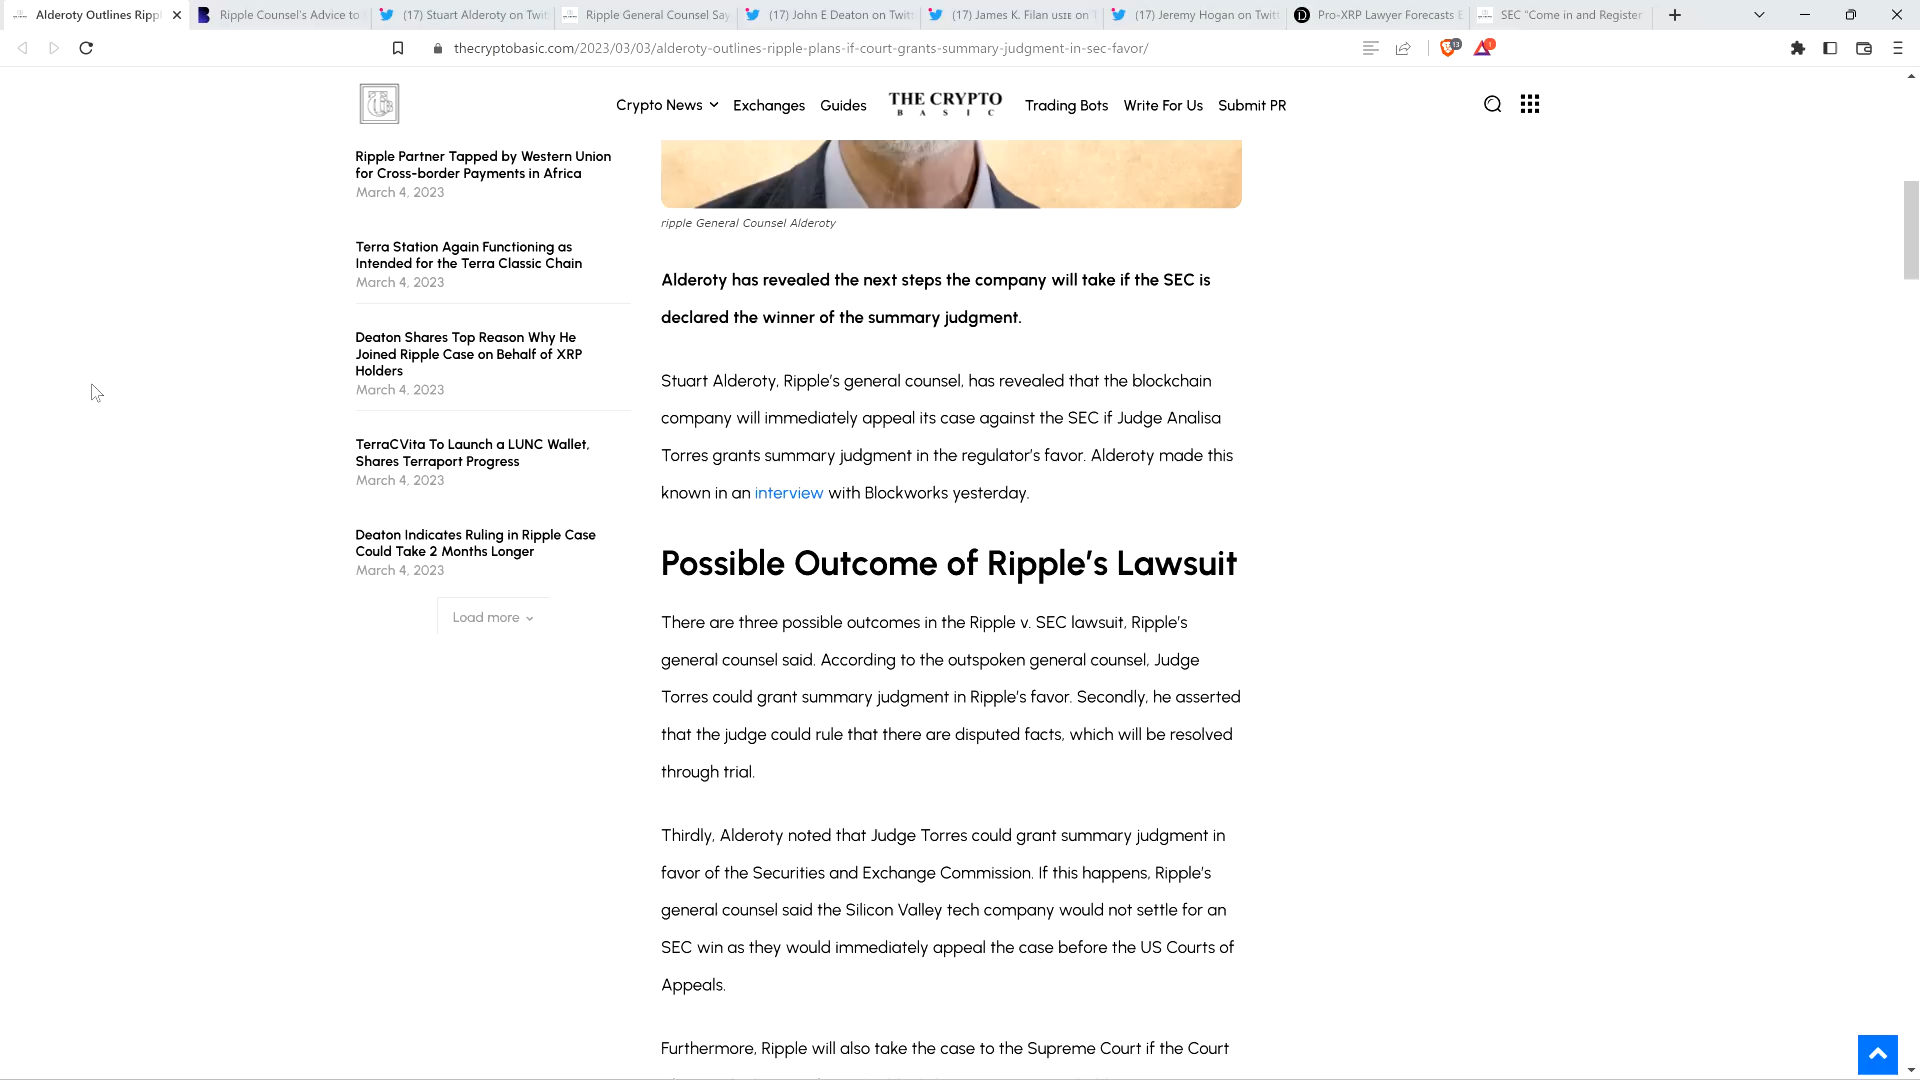 Alderoty Outlines Rippl
Ripple Counsel's Advice to
(17) Stuart Alderoty on Twit
Ripple General Counsel Say
(17) John E Deaton on Twitt
(17) James K. Filan on T
(17) Jeremy Hogan on Twitt
Pro-XRP Lawyer Forecasts E
SEC "Come in and Register
thecryptobasic.com/2023/03/03/alderoty-outlines-ripple-plans-if-court-grants-summary-judgment-in-sec-favor/
Crypto News
Exchanges
Guides
THE CRYPTO
BASIC
Trading Bots
Write For Us
Submit PR
Ripple Partner Tapped by Western Union
for Cross-border Payments in Africa
March 4, 2023
Terra Station Again Functioning as
Intended for the Terra Classic Chain
March 4, 2023
Deaton Shares Top Reason Why He
Joined Ripple Case on Behalf of XRP
Holders
March 4, 2023
TerraCVita To Launch a LUNC Wallet,
Shares Terraport Progress
March 4, 2023
Deaton Indicates Ruling in Ripple Case
Could Take 2 Months Longer
March 4, 2023
Load more
ripple General Counsel Alderoty
Alderoty has revealed the next steps the company will take if the SEC is
declared the winner of the summary judgment.
Stuart Alderoty, Ripple's general counsel, has revealed that the blockchain
company will immediately appeal its case against the SEC if Judge Analisa
Torres grants summary judgment in the regulator's favor. Alderoty made this
known in an interview with Blockworks yesterday.
Possible Outcome of Ripple's Lawsuit
There are three possible outcomes in the Ripple v. SEC lawsuit, Ripple's
general counsel said. According to the outspoken general counsel, Judge
Torres could grant summary judgment in Ripple's favor. Secondly, he asserted
that the judge could rule that there are disputed facts, which will be resolved
through trial.
Thirdly, Alderoty noted that Judge Torres could grant summary judgment in
favor of the Securities and Exchange Commission. If this happens, Ripple's
general counsel said the Silicon Valley tech company would not settle for an
SEC win as they would immediately appeal the case before the US Courts of
Appeals.
Furthermore, Ripple will also take the case to the Supreme Court if the Court